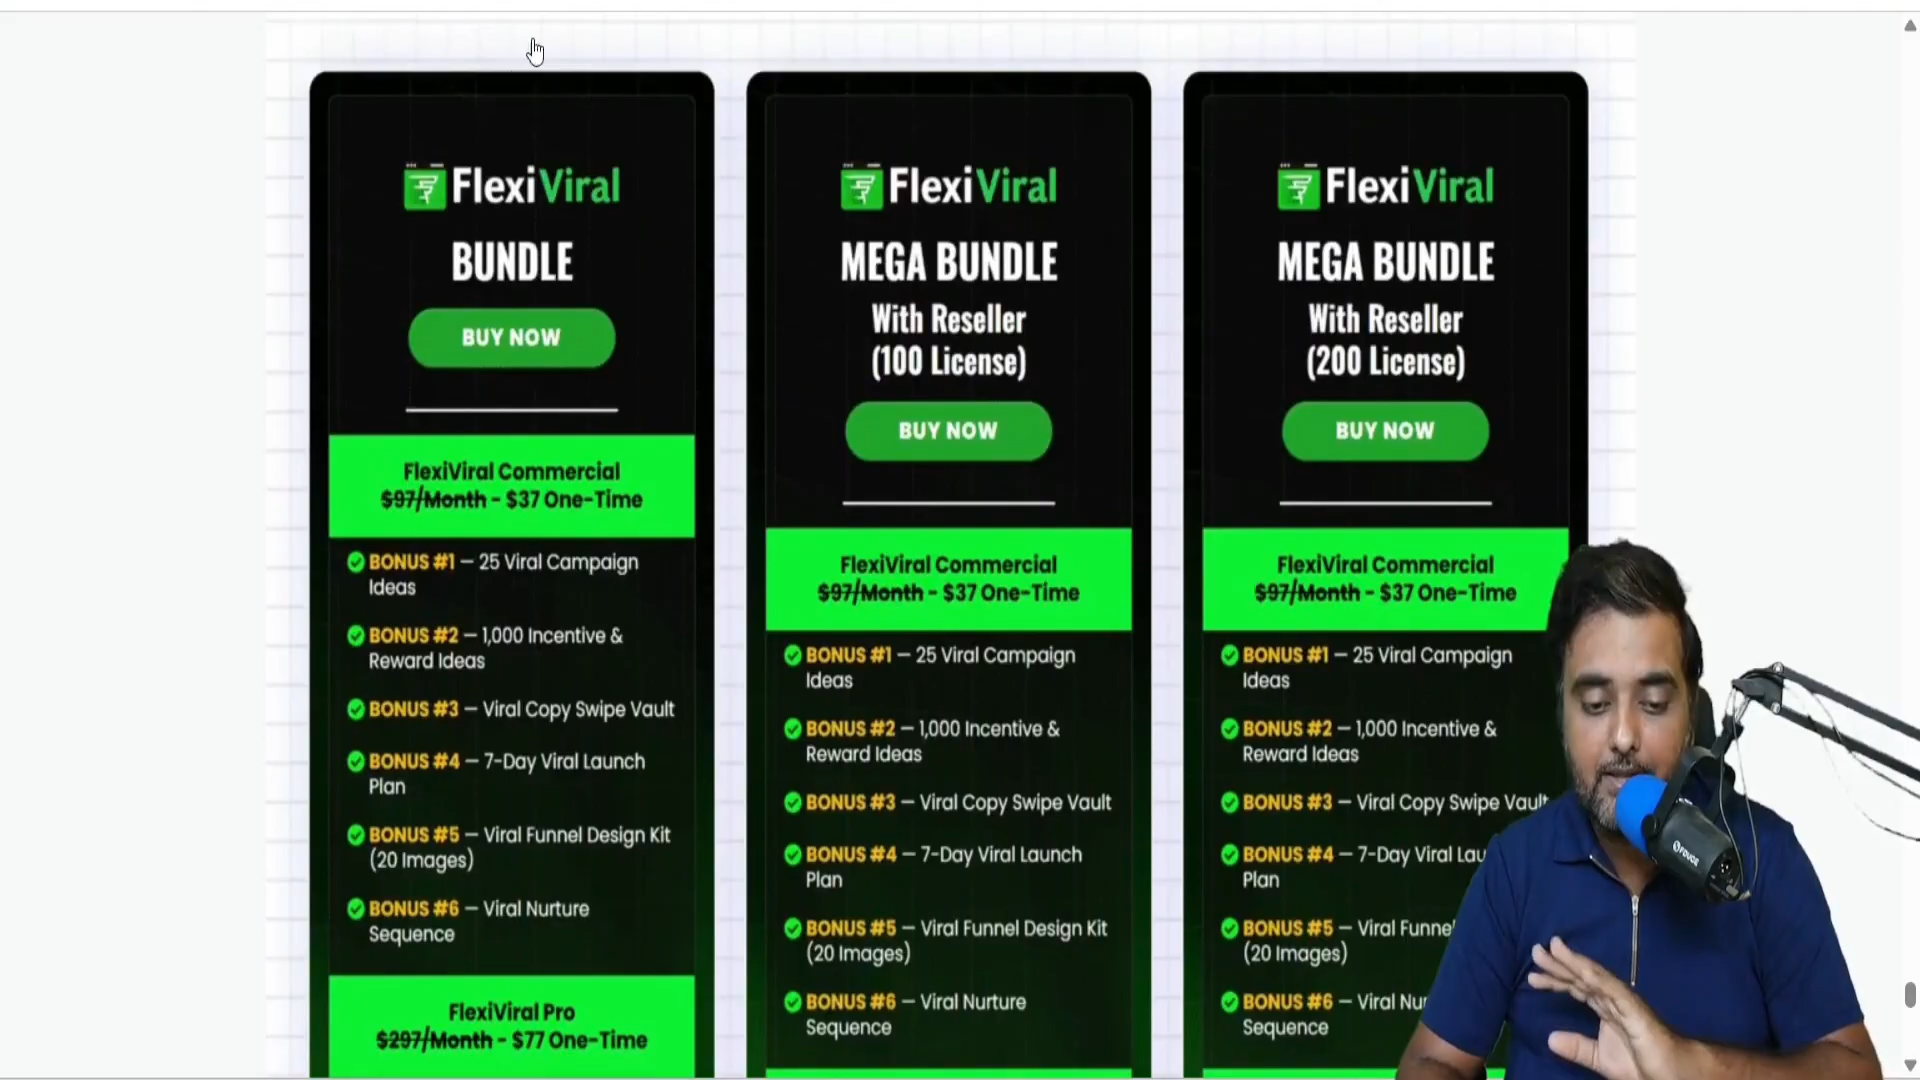 FlexiViral
BUNDLE
BUY NOW
FlexiViral Commercial
$97/Month - $37 One-Time
BONUS #1 — 25 Viral Campaign
Ideas
BONUS #2 — 1,000 Incentive &
Reward Ideas
BONUS #3 — Viral Copy Swipe Vault
BONUS #4 — 7-Day Viral Launch
Plan
BONUS #5 — Viral Funnel Design Kit
(20 Images)
BONUS #6 — Viral Nurture
Sequence
FlexiViral Pro
$297/Month - $77 One-Time
FlexiViral
MEGA BUNDLE
With Reseller
(100 License)
BUY NOW
FlexiViral Commercial
$97/Month - $37 One-Time
BONUS #1 — 25 Viral Campaign
Ideas
BONUS #2 — 1,000 Incentive &
Reward Ideas
BONUS #3 — Viral Copy Swipe Vault
BONUS #4 — 7-Day Viral Launch
Plan
BONUS #5 — Viral Funnel Design Kit
(20 Images)
BONUS #6 — Viral Nurture
Sequence
FlexiViral
MEGA BUNDLE
With Reseller
(200 License)
BUY NOW
FlexiViral Commercial
$97/Month - $37 One-Time
BONUS #1 — 25 Viral Campaign
Ideas
BONUS #2 — 1,000 Incentive &
Reward Ideas
BONUS #3 — Viral Copy Swipe Vault
BONUS #4 — 7-Day Viral Lau
Plan
BONUS #5 — Viral Funnel
(20 Images)
BONUS #6 — Viral Nur
Sequence